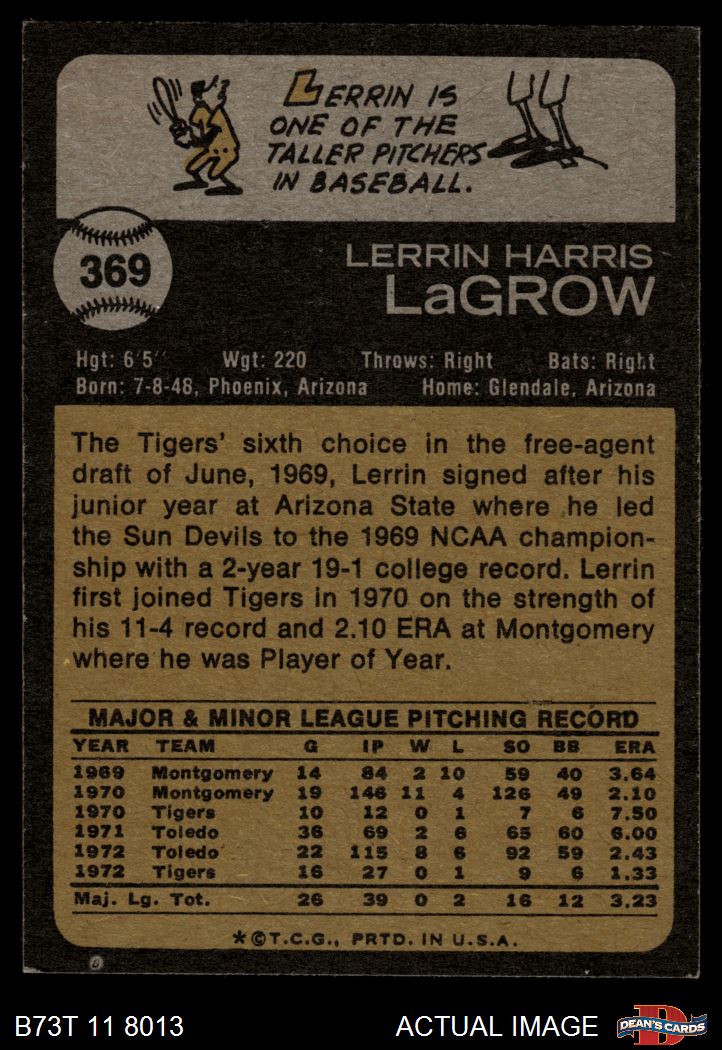 LERRIN IS
ONE OF THE
TALLER PITCHERS
IN BASEBALL.
369
LERRIN HARRIS
LaGROW
Hgt: 6'5" Wgt: 220 Throws: Right Bats: Right
Born: 7-8-48, Phoenix, Arizona Home: Glendale, Arizona
The Tigers' sixth choice in the free-agent
draft of June, 1969, Lerrin signed after his
junior year at Arizona State where he led
the Sun Devils to the 1969 NCAA champion-
ship with a 2-year 19-1 college record. Lerrin
first joined Tigers in 1970 on the strength of
his 11-4 record and 2.10 ERA at Montgomery
where he was Player of Year.
MAJOR & MINOR LEAGUE PITCHING RECORD
YEAR TEAM G IP W L SO BB ERA
1969 Montgomery 14 84 2 10 59 40 3.64
1970 Montgomery 19 146 11 4 126 49 2.10
1970 Tigers 10 12 0 1 7 6 7.50
1971 Toledo 36 69 2 6 65 60 6.00
1972 Toledo 22 115 8 6 92 59 2.43
1972 Tigers 16 27 0 1 9 6 1.33
Maj. Lg. Tot. 26 39 0 2 16 12 3.23
*©T.C.G., PRTD. IN U.S.A.
B73T 11 8013 ACTUAL IMAGE DEAN'S CARDS